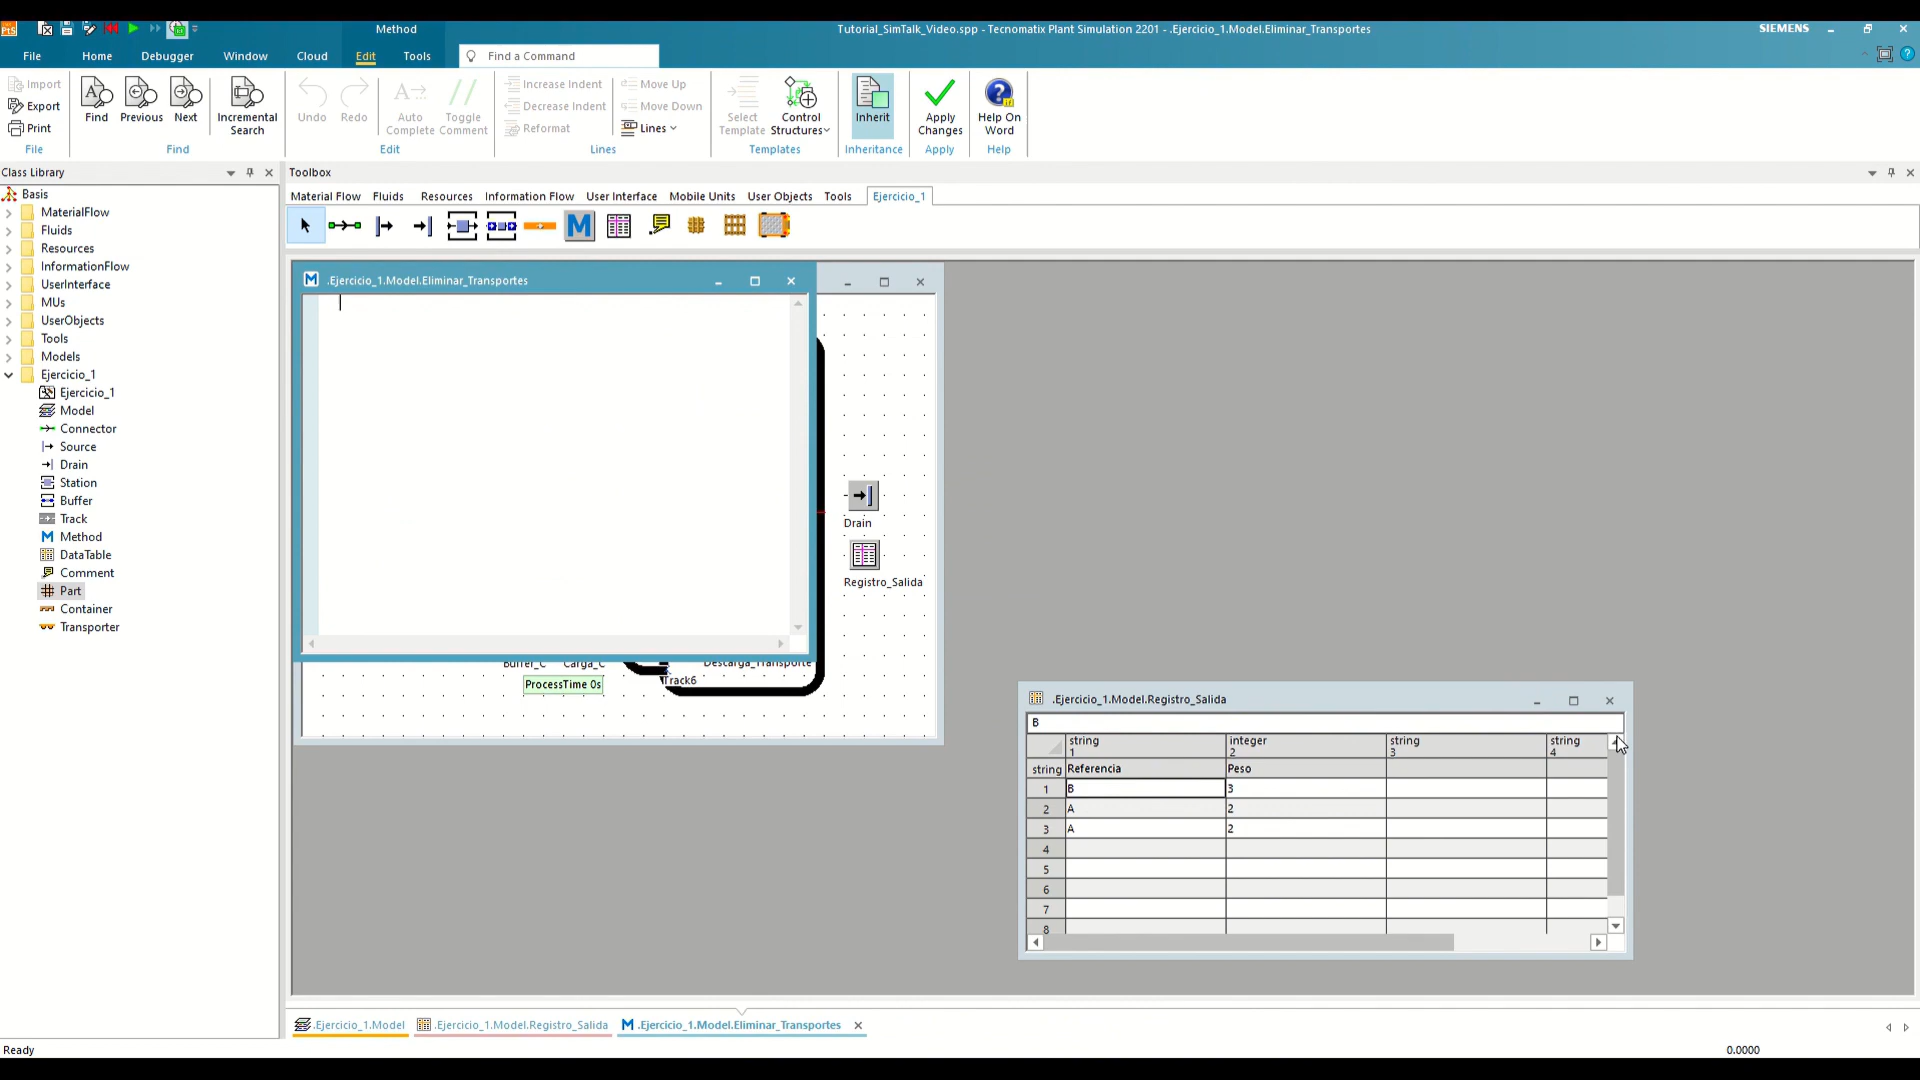 Method
Tutorial_SimTalk_Video.spp - Tecnomatix Plant Simulation 2201 - .Ejercicio_1.Model.Eliminar_Transportes
SIEMENS
File Home Debugger Window Cloud Edit Tools Find a Command
Import
Export
Print
Find
Previous
Next
Incremental Search
Undo
Redo
Auto Complete
Toggle Comment
Increase Indent
Decrease Indent
Reformat
Move Up
Move Down
Lines
Select Template
Control Structures
Inherit
Apply Changes
Help On Word
File Find Edit Lines Templates Inheritance Apply Help
Class Library
Toolbox
Material Flow Fluids Resources Information Flow User Interface Mobile Units User Objects Tools Ejercicio_1
Basis
MaterialFlow
Fluids
Resources
InformationFlow
UserInterface
MUs
UserObjects
Tools
Models
Ejercicio_1
Ejercicio_1
Model
Connector
Source
Drain
Station
Buffer
Track
Method
DataTable
Comment
Part
Container
Transporter
.Ejercicio_1.Model.Eliminar_Transportes
Drain
Registro_Salida
Buffer_C Carga_C Descarga_Transporte
ProcessTime 0s
Track6
.Ejercicio_1.Model.Registro_Salida
B
string integer string string
1 2 3 4
string Referencia Peso
1 B 3
2 A 2
3 A 2
4
5
6
7
8
.Ejercicio_1.Model .Ejercicio_1.Model.Registro_Salida .Ejercicio_1.Model.Eliminar_Transportes
Ready
0.0000